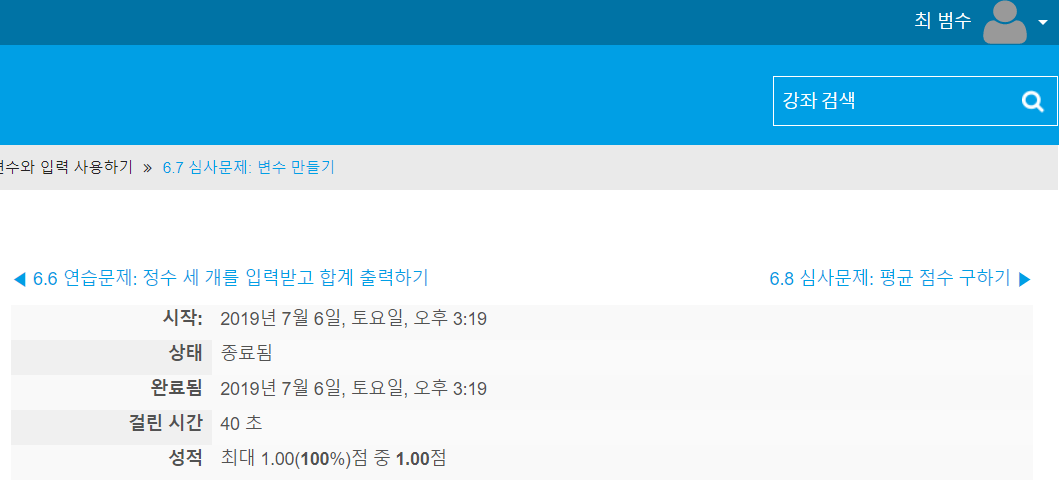 최 범수
강좌 검색
변수와 입력 사용하기 » 6.7 심사문제: 변수 만들기
◀ 6.6 연습문제: 정수 세 개를 입력받고 합계 출력하기 6.8 심사문제: 평균 점수 구하기 ▶
시작: 2019년 7월 6일, 토요일, 오후 3:19
상태 종료됨
완료됨 2019년 7월 6일, 토요일, 오후 3:19
걸린 시간 40 초
성적 최대 1.00(100%)점 중 1.00점